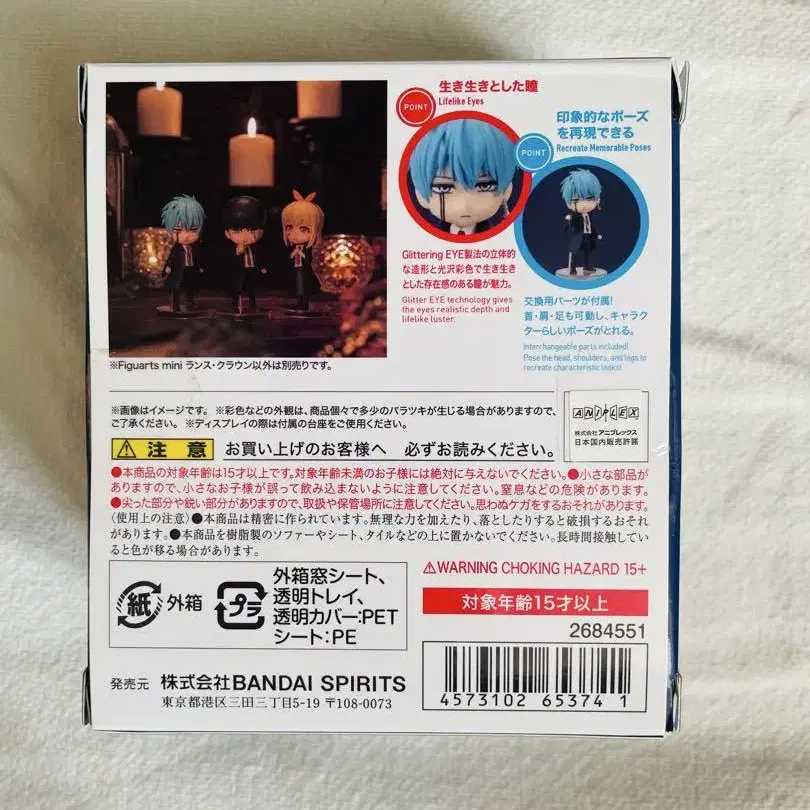 POINT
生き生きとした瞳
Lifelike Eyes
POINT
印象的なポーズ
を再現できる
Recreate Memorable Poses
Glittering EYE製法の立体的
な造形と光沢彩色で生き生き
とした存在感のある瞳が魅力。
Glitter EYE technology gives
the eyes realistic depth and
lifelike luster.
交換用パーツが付属!
首・肩・足も可動し、キャラク
ターらしいポーズがとれる。
Interchangeable parts included!
Pose the head, shoulders, and legs to
recreate characteristic looks!
※Figuarts mini ランス・クラウン以外は別売りです。
※画像はイメージです。 ※彩色などの外観は、商品個々で多少のバラツキが生じる場合がありますので、
ご了承ください。※ディスプレイの際は付属の台座をご使用ください。
ANIPLEX
株式会社アニプレックス
日本国内販売許諾
注意 お買い上げのお客様へ 必ずお読みください。
●本商品の対象年齢は15才以上です。対象年齢未満のお子様には絶対に与えないでください。●小さな部品が
ありますので、小さなお子様が誤って飲み込まないように注意してください。窒息などの危険があります。
●尖った部分や鋭い部分がありますので、取扱や保管場所に注意してください。思わぬケガをするおそれがあります。
〈使用上の注意〉●本商品は精密に作られています。無理な力を加えたり、落としたりすると破損するおそれ
があります。●本商品を樹脂製のソファーやシート、タイルなどの上に置かないでください。長時間接触してい
ると色が移る場合があります。
紙 外箱
プラ
外箱窓シート、
透明トレイ、
透明カバー:PET
シート:PE
⚠WARNING CHOKING HAZARD 15+
対象年齢15才以上
2684551
発売元 株式会社BANDAI SPIRITS
東京都港区三田三丁目5-19 〒108-0073
4573102 65374 1